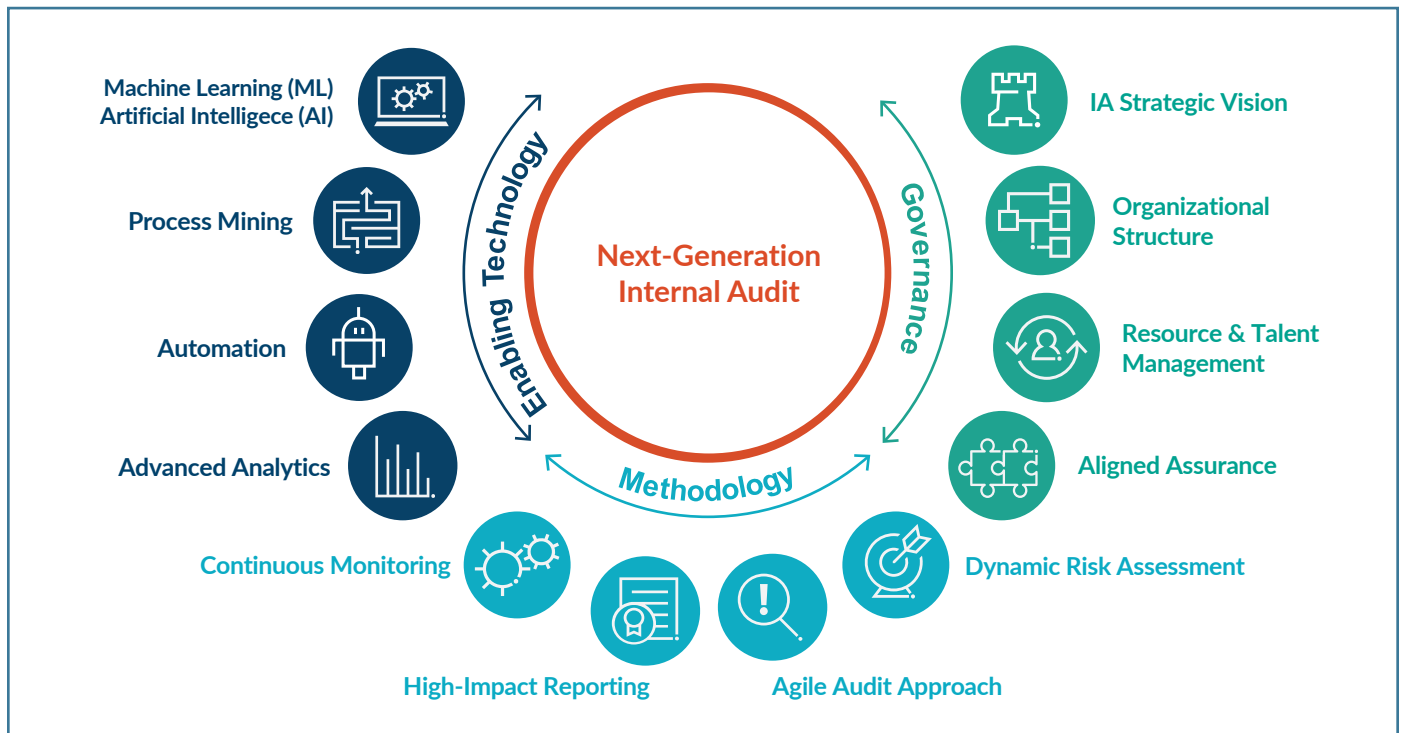 Machine Learning (ML)
Artificial Intelligece (AI)
Process Mining
Automation
Advanced Analytics
Enabling Technology
Next-Generation
Internal Audit
Governance
Methodology
IA Strategic Vision
Organizational
Structure
Resource & Talent
Management
Aligned Assurance
Continuous Monitoring
Dynamic Risk Assessment
High-Impact Reporting
Agile Audit Approach